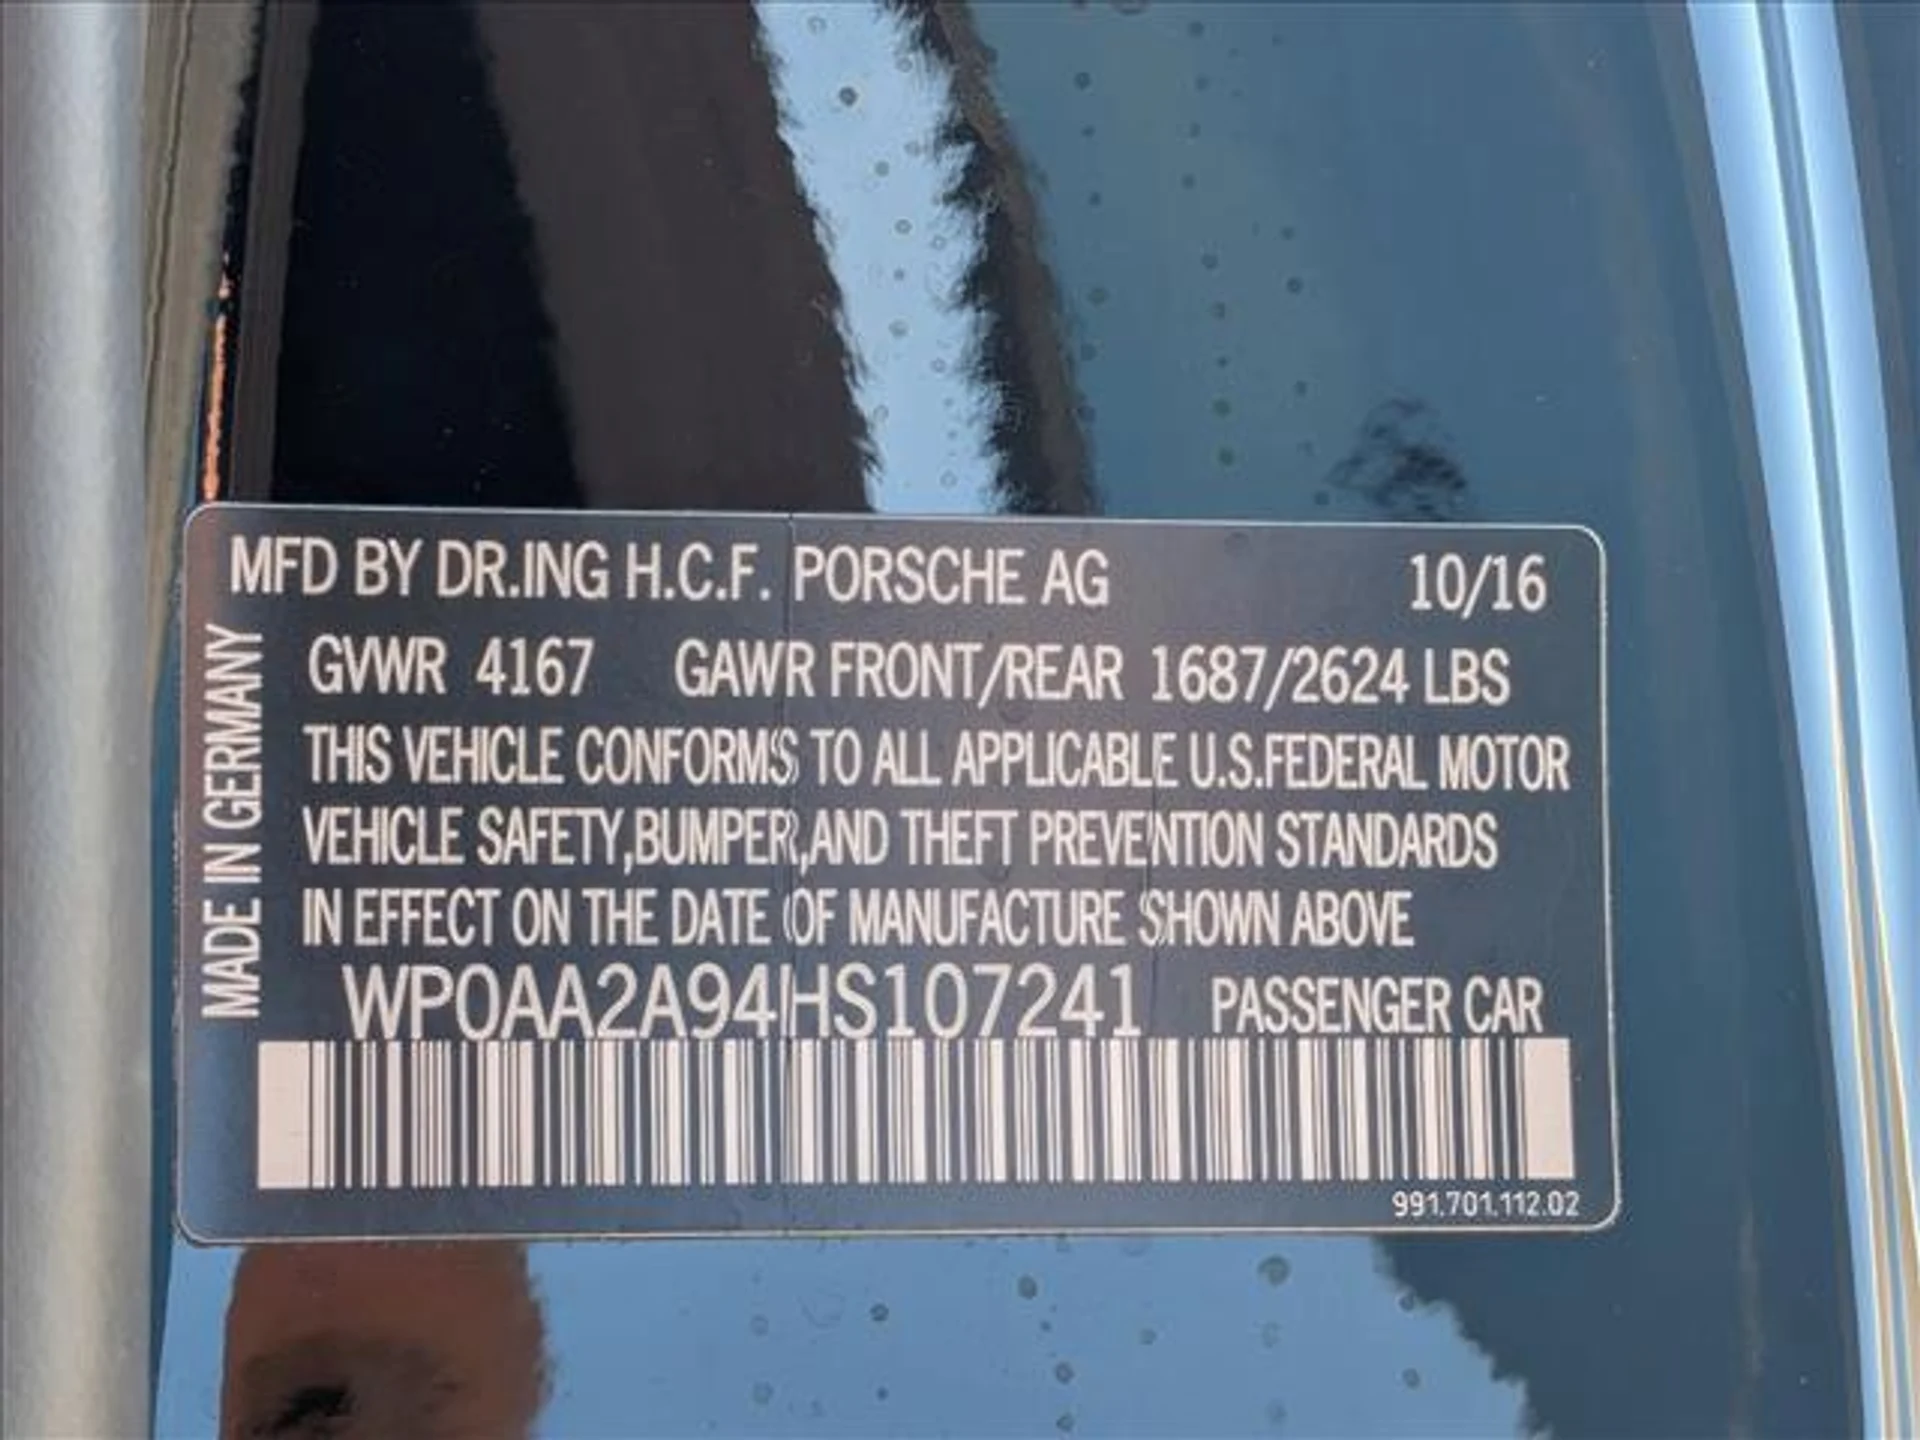 MFD BY DR.ING H.C.F. PORSCHE AG 10/16
GVWR 4167 GAWR FRONT/REAR 1687/2624 LBS
THIS VEHICLE CONFORMS TO ALL APPLICABLE U.S.FEDERAL MOTOR
VEHICLE SAFETY,BUMPER,AND THEFT PREVENTION STANDARDS
IN EFFECT ON THE DATE OF MANUFACTURE SHOWN ABOVE
WP0AA2A94HS107241 PASSENGER CAR
991.701.112.02
MADE IN GERMANY